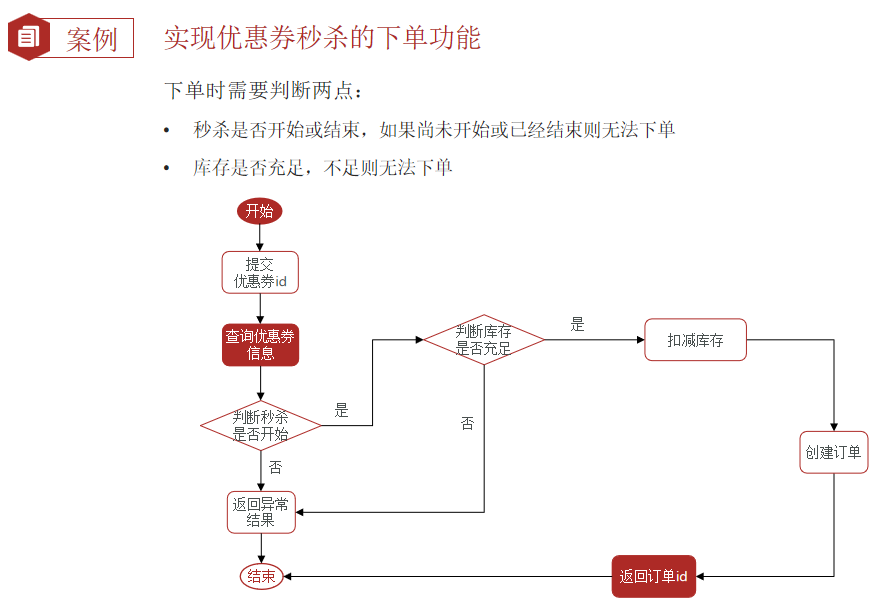 案例
实现优惠券秒杀的下单功能
下单时需要判断两点：
• 秒杀是否开始或结束，如果尚未开始或已经结束则无法下单
• 库存是否充足，不足则无法下单
开始
提交
优惠券id
查询优惠券
信息
判断秒杀
是否开始
是
否
判断库存
是否充足
是
否
扣减库存
创建订单
返回异常
结果
返回订单id
结束